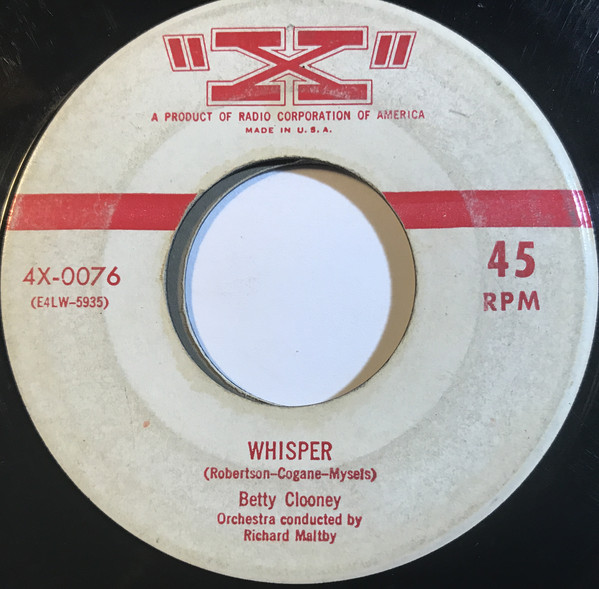 "X"
A PRODUCT OF RADIO CORPORATION OF AMERICA
MADE IN U.S.A.
4X-0076
(E4LW-5935)
45
RPM
WHISPER
(Robertson-Cogane-Mysels)
Betty Clooney
Orchestra conducted by
Richard Maltby